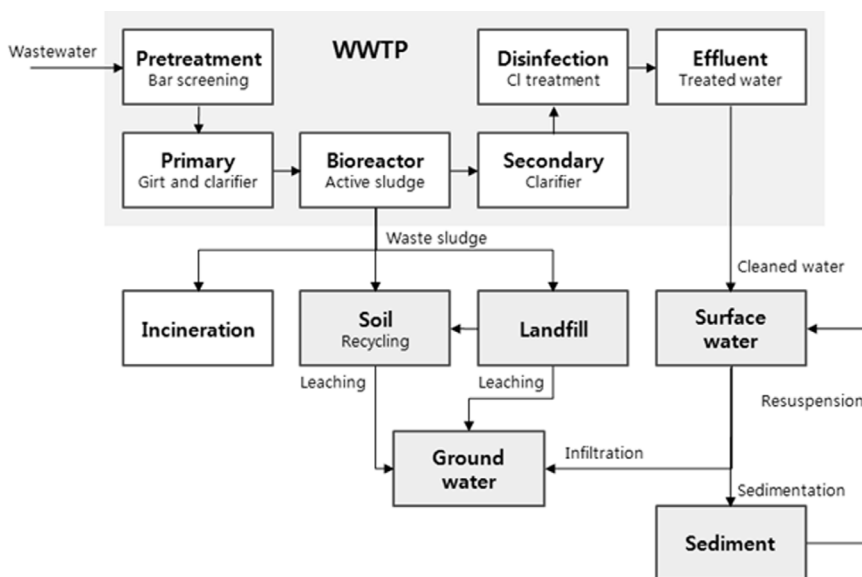 Wastewater
Pretreatment
Bar screening
WWTP
Disinfection
Cl treatment
Effluent
Treated water
Primary
Girt and clarifier
Bioreactor
Active sludge
Secondary
Clarifier
Waste sludge
Cleaned water
Incineration
Soil
Recycling
Landfill
Surface
water
Leaching
Leaching
Resuspension
Ground
water
Infiltration
Sedimentation
Sediment